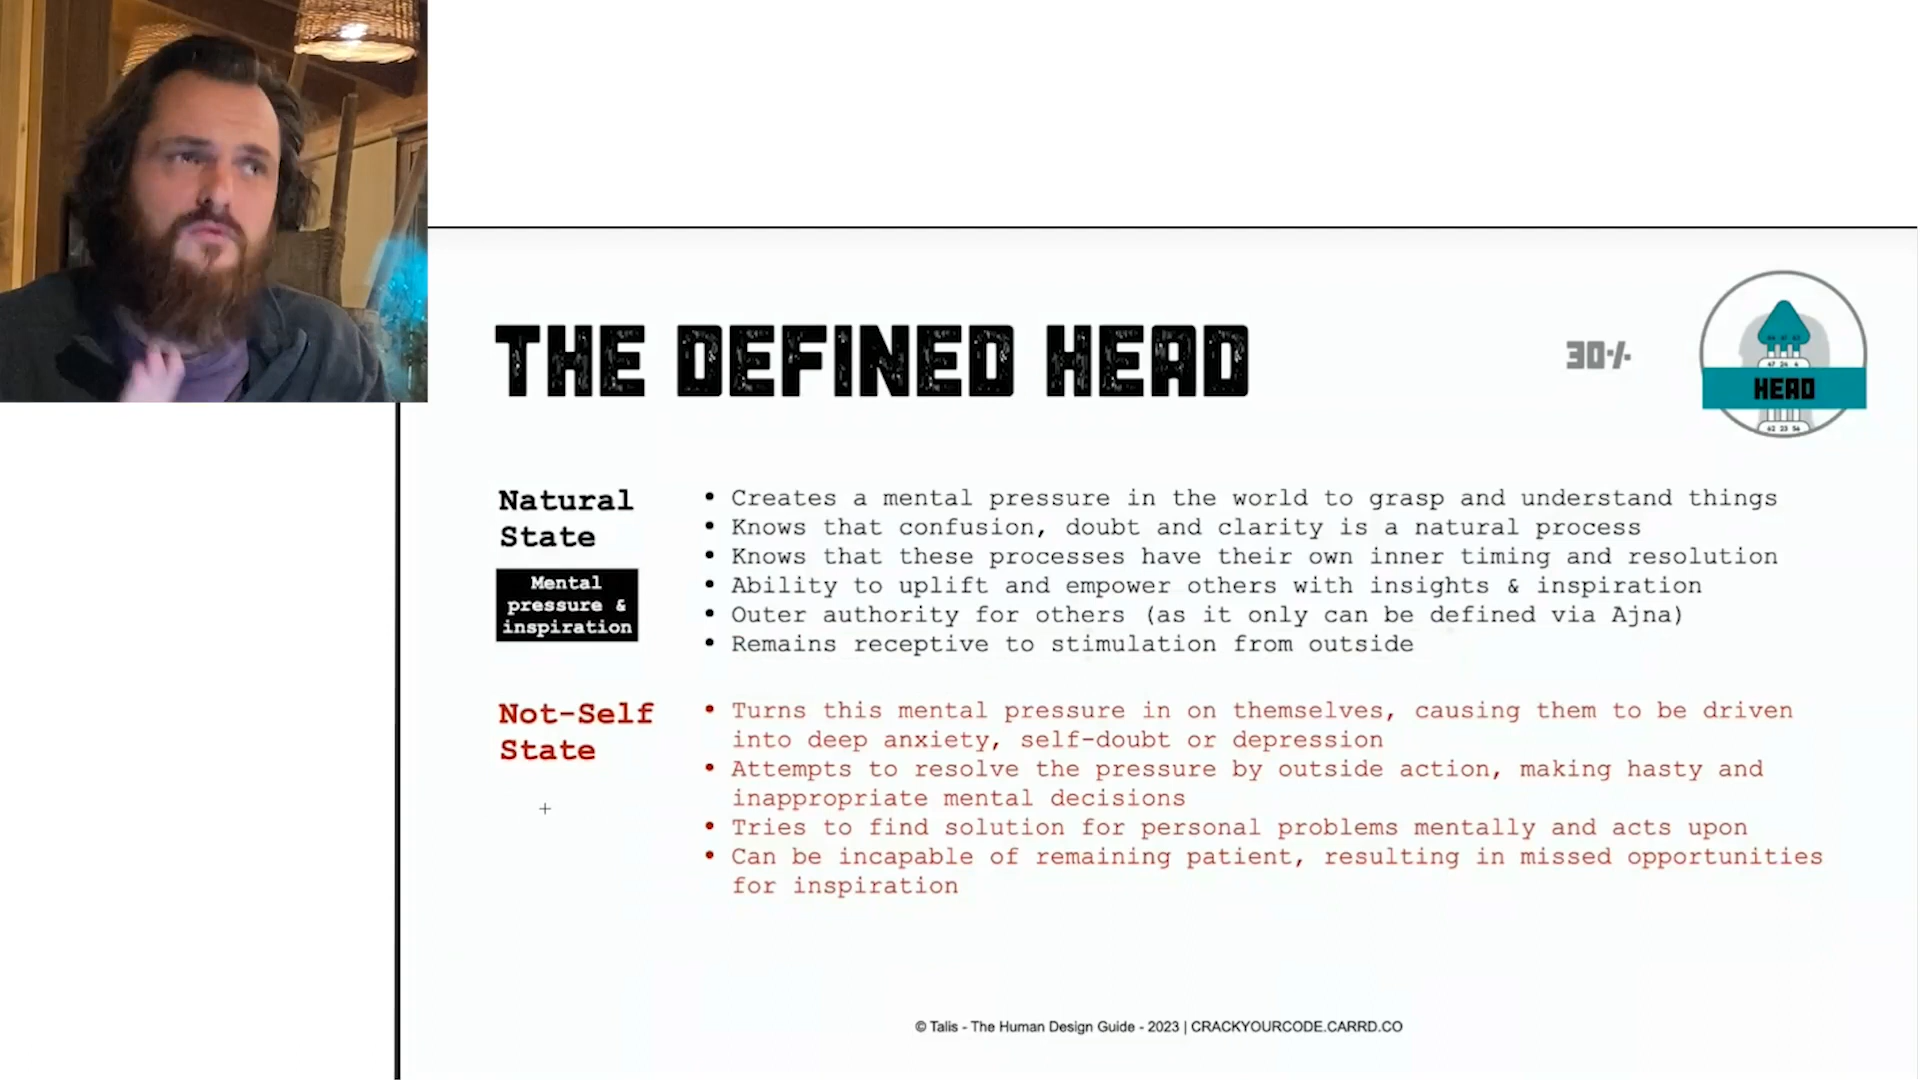 THE DEFINED HEAD
30%
HEAD
Natural
State
Mental
pressure &
inspiration
• Creates a mental pressure in the world to grasp and understand things
• Knows that confusion, doubt and clarity is a natural process
• Knows that these processes have their own inner timing and resolution
• Ability to uplift and empower others with insights & inspiration
• Outer authority for others (as it only can be defined via Ajna)
• Remains receptive to stimulation from outside
Not-Self
State
• Turns this mental pressure in on themselves, causing them to be driven
into deep anxiety, self-doubt or depression
• Attempts to resolve the pressure by outside action, making hasty and
inappropriate mental decisions
• Tries to find solution for personal problems mentally and acts upon
• Can be incapable of remaining patient, resulting in missed opportunities
for inspiration
© Talis - The Human Design Guide - 2023 | CRACKYOURCODE.CARRD.CO